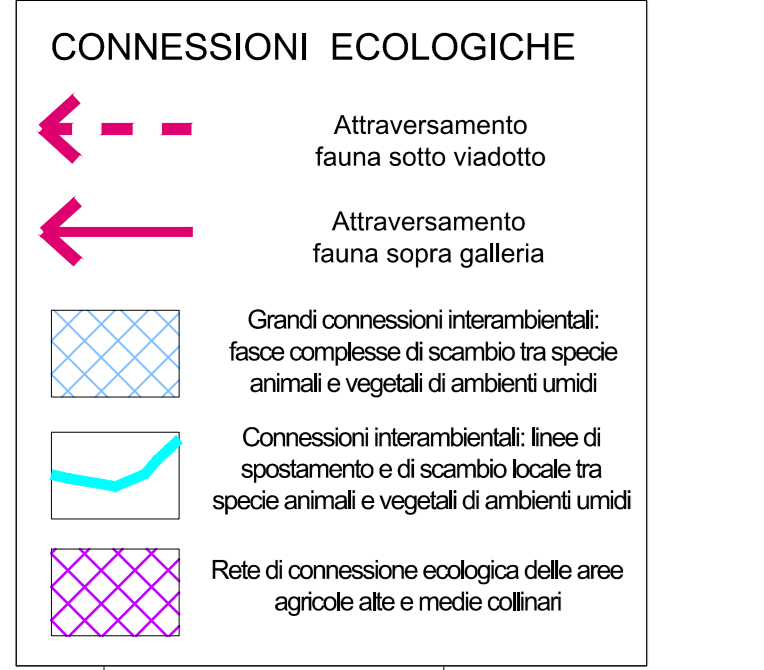 CONNESSIONI ECOLOGICHE
Attraversamento
fauna sotto viadotto
Attraversamento
fauna sopra galleria
Grandi connessioni interambientali:
fasce complesse di scambio tra specie
animali e vegetali di ambienti umidi
Connessioni interambientali: linee di
spostamento e di scambio locale tra
specie animali e vegetali di ambienti umidi
Rete di connessione ecologica delle aree
agricole alte e medie collinari